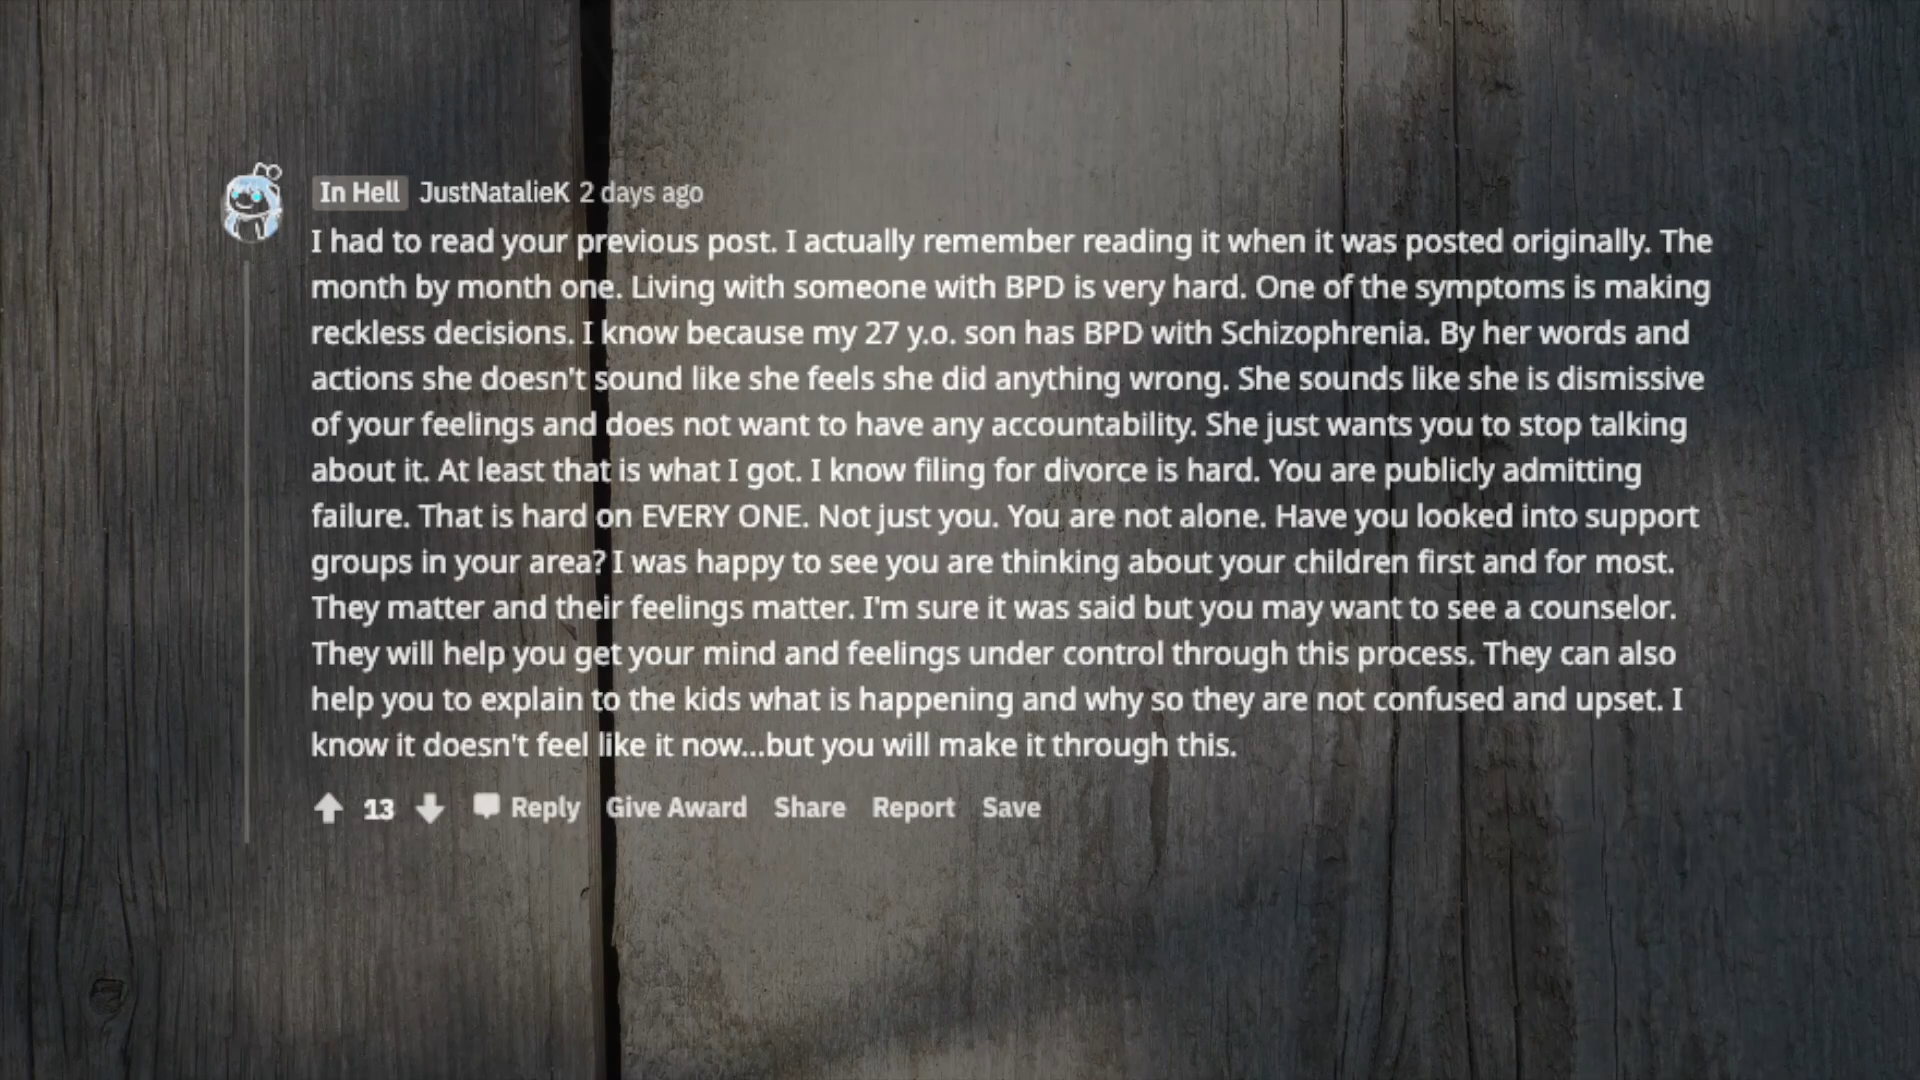 In Hell JustNatalieK 2 days ago
I had to read your previous post. I actually remember reading it when it was posted originally. The
month by month one. Living with someone with BPD is very hard. One of the symptoms is making
reckless decisions. I know because my 27 y.o. son has BPD with Schizophrenia. By her words and
actions she doesn't sound like she feels she did anything wrong. She sounds like she is dismissive
of your feelings and does not want to have any accountability. She just wants you to stop talking
about it. At least that is what I got. I know filing for divorce is hard. You are publicly admitting
failure. That is hard on EVERY ONE. Not just you. You are not alone. Have you looked into support
groups in your area? I was happy to see you are thinking about your children first and for most.
They matter and their feelings matter. I'm sure it was said but you may want to see a counselor.
They will help you get your mind and feelings under control through this process. They can also
help you to explain to the kids what is happening and why so they are not confused and upset. I
know it doesn't feel like it now...but you will make it through this.
13 Reply Give Award Share Report Save